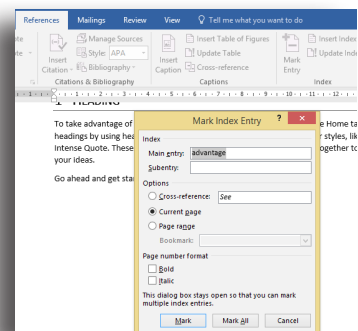 References Mailings Review View Tell me what you want to do
Manage Sources
Style: APA
Bibliography
Insert Citation
Citations & Bibliography
Insert Caption
Insert Table of Figures
Update Table
Cross-reference
Captions
Mark Entry
Insert Index
Update Inde
Index
1 HEADING
To take advantage of
e Home ta
headings by using hea
r styles, lik
Intense Quote. These
ogether to
your ideas.
Go ahead and get star
Mark Index Entry ? ×
Index
Main entry: advantage
Subentry:
Options
Cross-reference: See
Current page
Page range
Bookmark:
Page number format
Bold
Italic
This dialog box stays open so that you can mark
multiple index entries.
Mark Mark All Cancel